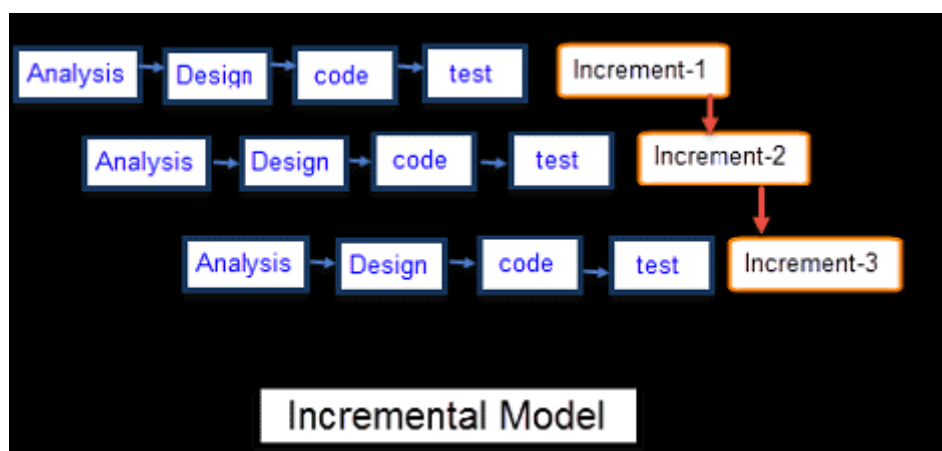 Analysis Design code test Increment-1
Analysis Design code test Increment-2
Analysis Design code test Increment-3
Incremental Model